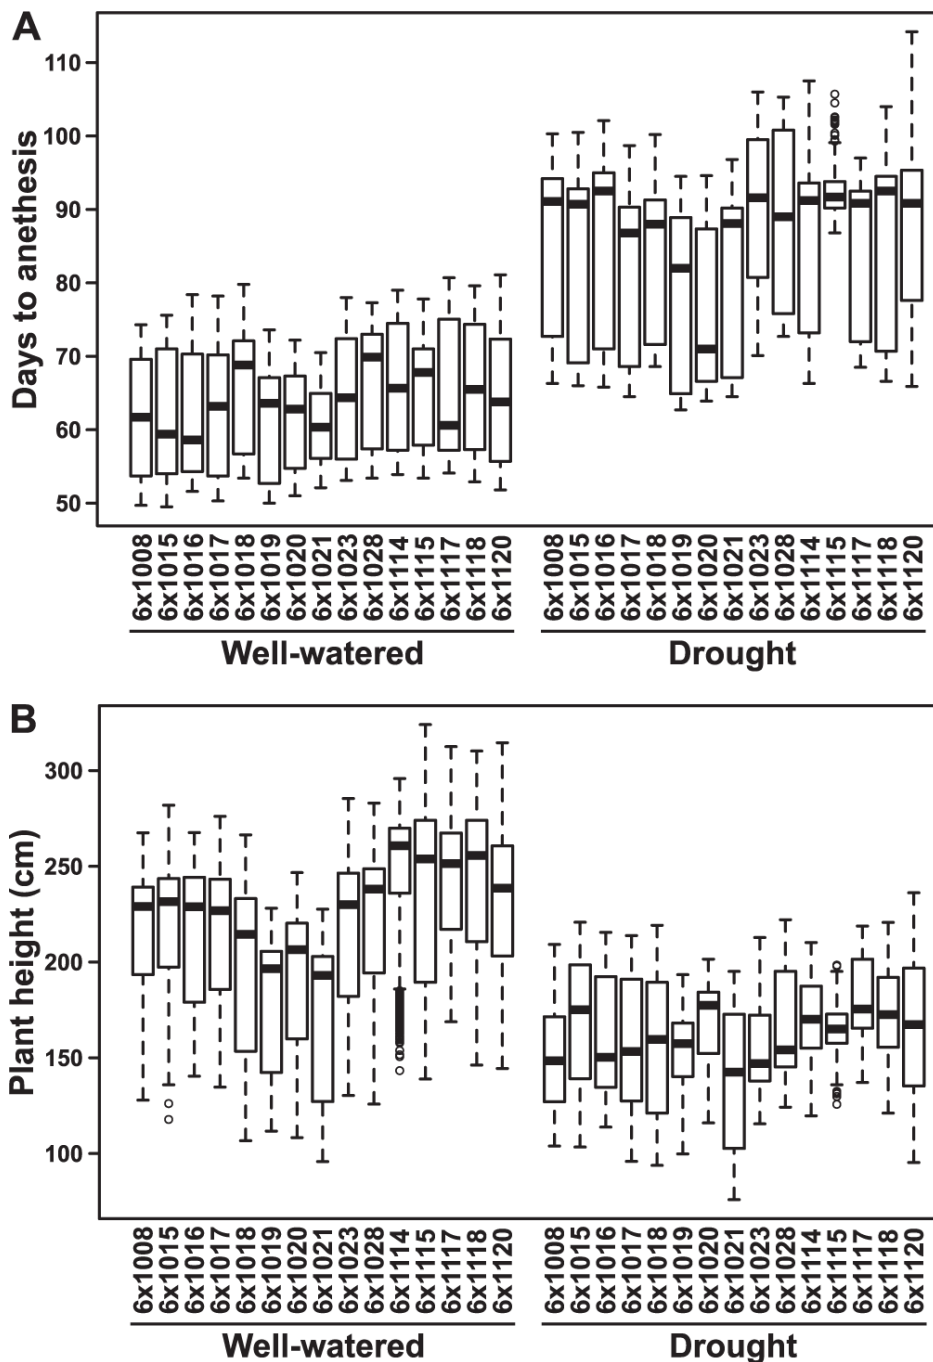 A
Days to anethesis
110
100
90
80
70
60
50
6x1008
6x1015
6x1016
6x1017
6x1018
6x1019
6x1020
6x1021
6x1023
6x1028
6x1114
6x1115
6x1117
6x1118
6x1120
6x1008
6x1015
6x1016
6x1017
6x1018
6x1019
6x1020
6x1021
6x1023
6x1028
6x1114
6x1115
6x1117
6x1118
6x1120
Well-watered
Drought
B
Plant height (cm)
300
250
200
150
100
6x1008
6x1015
6x1016
6x1017
6x1018
6x1019
6x1020
6x1021
6x1023
6x1028
6x1114
6x1115
6x1117
6x1118
6x1120
6x1008
6x1015
6x1016
6x1017
6x1018
6x1019
6x1020
6x1021
6x1023
6x1028
6x1114
6x1115
6x1117
6x1118
6x1120
Well-watered
Drought